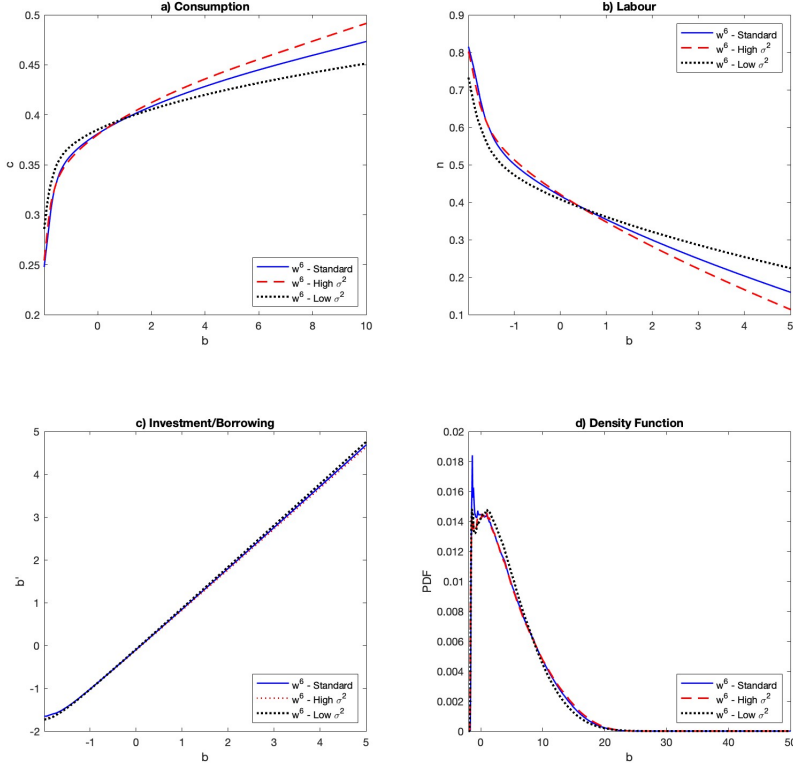 a) Consumption
0.5
0.45
0.4
0.35
0.3
0.25
0.2
c
0 2 4 6 8 10
b
w⁶ - Standard
w⁶ - High σ²
w⁶ - Low σ²
b) Labour
0.9
0.8
0.7
0.6
0.5
0.4
0.3
0.2
0.1
n
-1 0 1 2 3 4 5
b
w⁶ - Standard
w⁶ - High σ²
w⁶ - Low σ²
c) Investment/Borrowing
5
4
3
2
1
0
-1
-2
b'
-1 0 1 2 3 4 5
b
w⁶ - Standard
w⁶ - High σ²
w⁶ - Low σ²
d) Density Function
0.02
0.018
0.016
0.014
0.012
0.01
0.008
0.006
0.004
0.002
0
PDF
0 10 20 30 40 50
b
w⁶ - Standard
w⁶ - High σ²
w⁶ - Low σ²